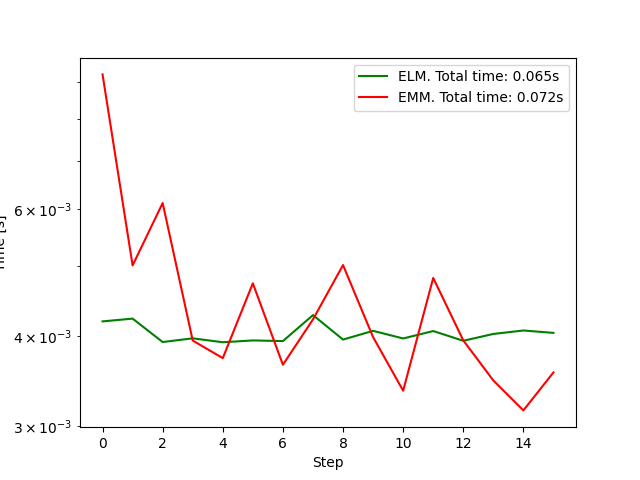 ELM. Total time: 0.065s
EMM. Total time: 0.072s
6 × 10⁻³
4 × 10⁻³
3 × 10⁻³
[s]
0 2 4 6 8 10 12 14
Step